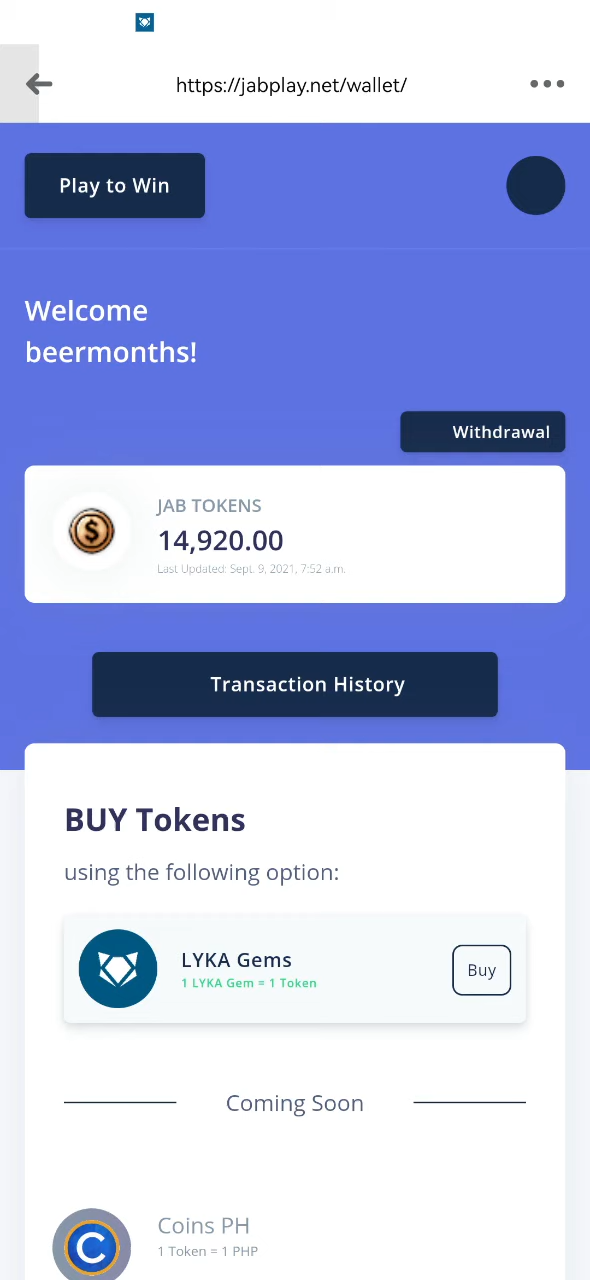 https://jabplay.net/wallet/
Play to Win
Welcome
beermonths!
Withdrawal
JAB TOKENS
14,920.00
Last Updated: Sept. 9, 2021, 7:52 a.m.
Transaction History
BUY Tokens
using the following option:
LYKA Gems
1 LYKA Gem = 1 Token
Buy
Coming Soon
Coins PH
1 Token = 1 PHP